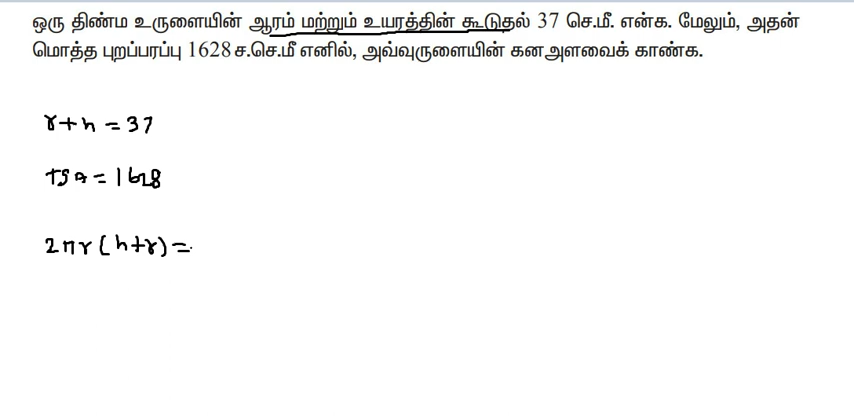 ஒரு திண்ம உருளையின் ஆரம் மற்றும் உயரத்தின் கூடுதல் 37 செ.மீ. என்க. மேலும், அதன்
மொத்த புறப்பரப்பு 1628 ச.செ.மீ எனில், அவ்வுருளையின் கனஅளவைக் காண்க.
r+h = 37
TSA = 1628
2πr(h+r) =